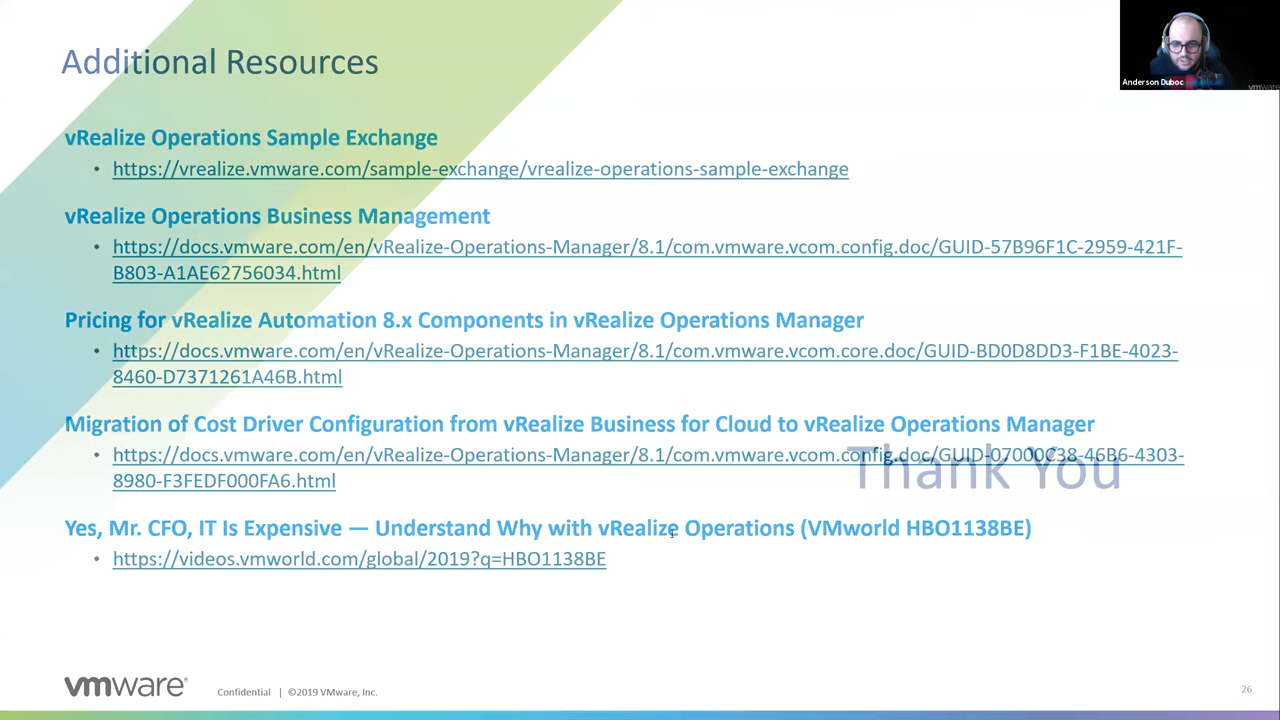 Additional Resources
Anderson Duboc
vmware
vRealize Operations Sample Exchange
• https://vrealize.vmware.com/sample-exchange/vrealize-operations-sample-exchange
vRealize Operations Business Management
• https://docs.vmware.com/en/vRealize-Operations-Manager/8.1/com.vmware.vcom.config.doc/GUID-57B96F1C-2959-421F-
B803-A1AE62756034.html
Pricing for vRealize Automation 8.x Components in vRealize Operations Manager
• https://docs.vmware.com/en/vRealize-Operations-Manager/8.1/com.vmware.vcom.core.doc/GUID-BD0D8DD3-F1BE-4023-
8460-D7371261A46B.html
Migration of Cost Driver Configuration from vRealize Business for Cloud to vRealize Operations Manager
• https://docs.vmware.com/en/vRealize-Operations-Manager/8.1/com.vmware.vcom.config.doc/GUID-07000C38-46B6-4303-
8980-F3FEDF000FA6.html
Thank You
Yes, Mr. CFO, IT Is Expensive — Understand Why with vRealize Operations (VMworld HBO1138BE)
• https://videos.vmworld.com/global/2019?q=HBO1138BE
vmware® Confidential | ©2019 VMware, Inc. 26